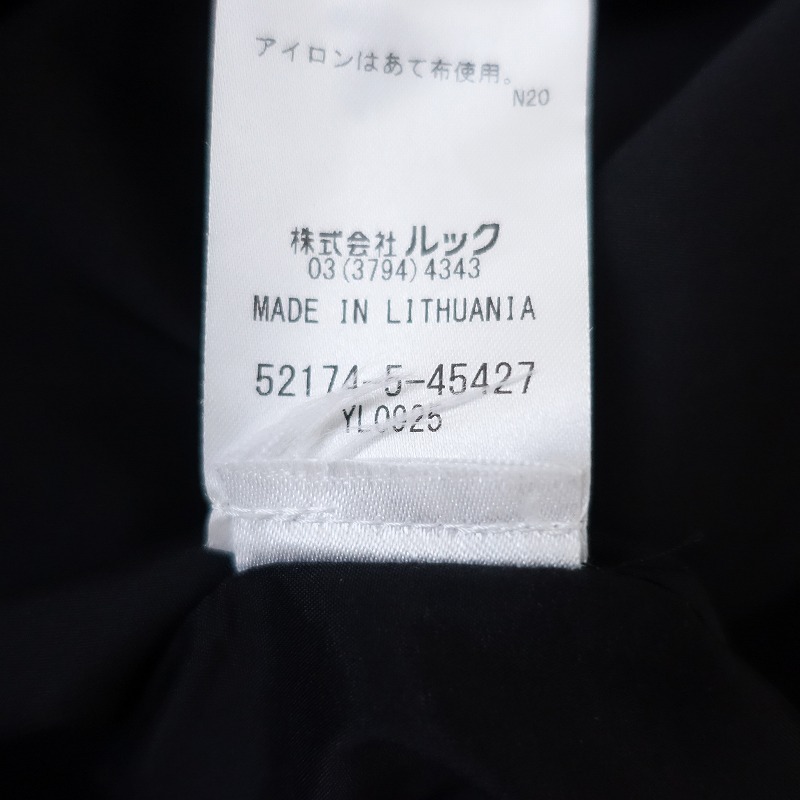 アイロンはあて布使用。
N20
株式会社 ルック
03(3794)4343
MADE IN LITHUANIA
52174-5-45427
YL0925